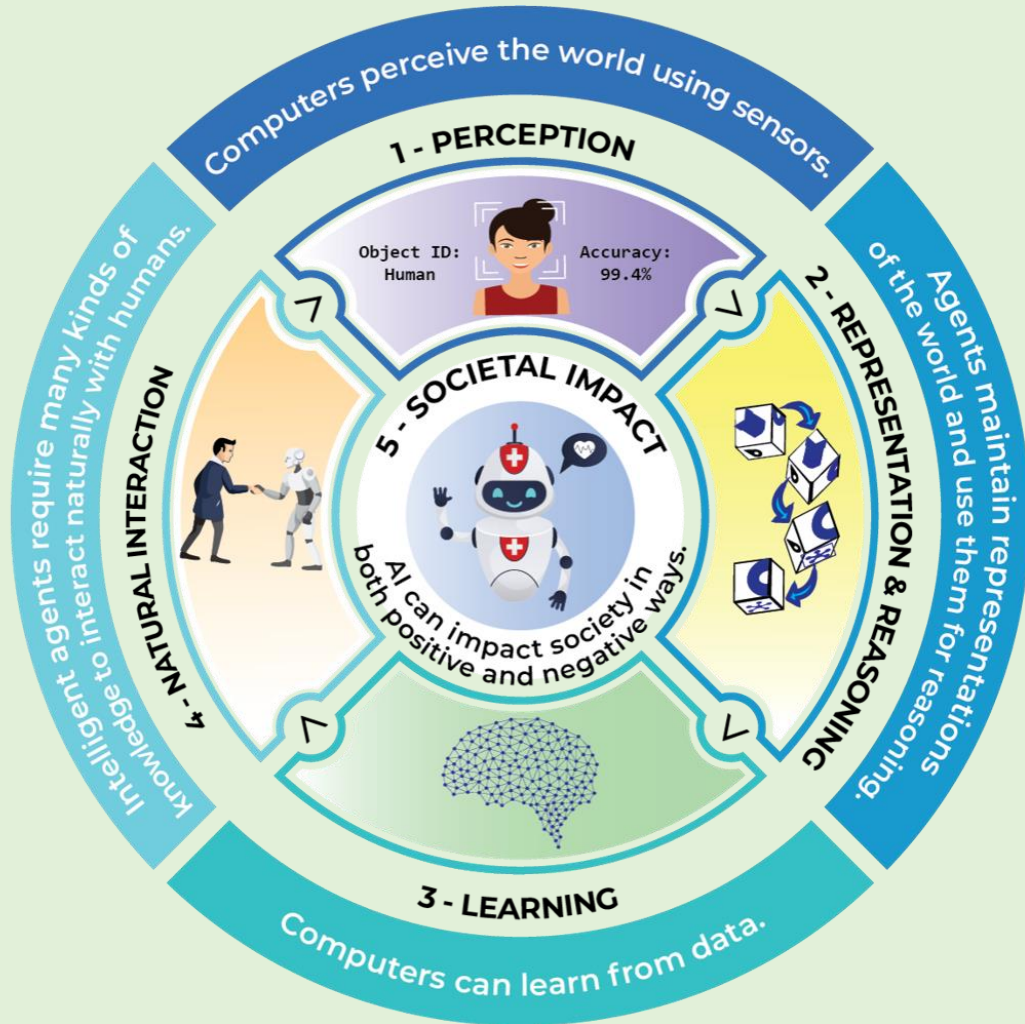 Computers perceive the world using sensors.
1 - PERCEPTION
Object ID:
Human
Accuracy:
99.4%
Agents maintain representations
of the world and use them for reasoning.
2 - REPRESENTATION & REASONING
3 - LEARNING
Computers can learn from data.
Intelligent agents require many kinds of
knowledge to interact naturally with humans.
4 - NATURAL INTERACTION
5 - SOCIETAL IMPACT
AI can impact society in
both positive and negative ways.